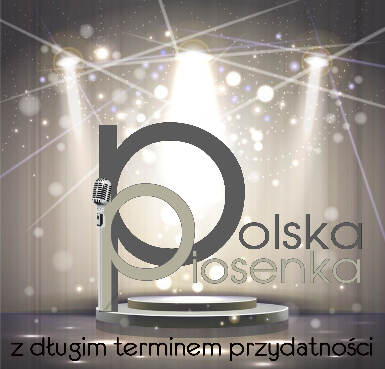 Polska
piosenka
z długim terminem przydatności